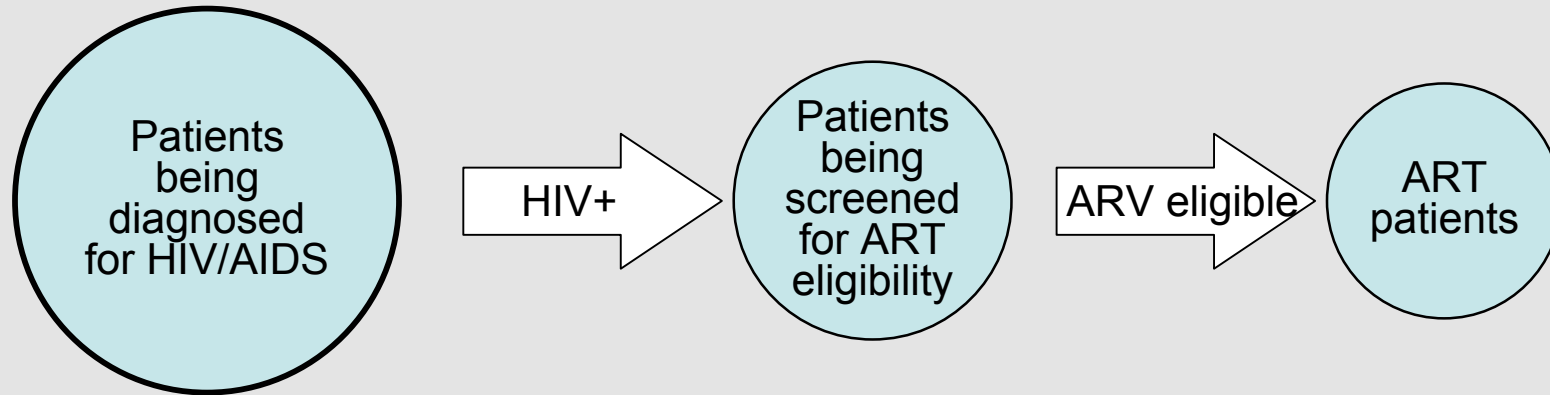 Patients
being
diagnosed
for HIV/AIDS
HIV+
Patients
being
screened
for ART
eligibility
ARV eligible
ART
patients